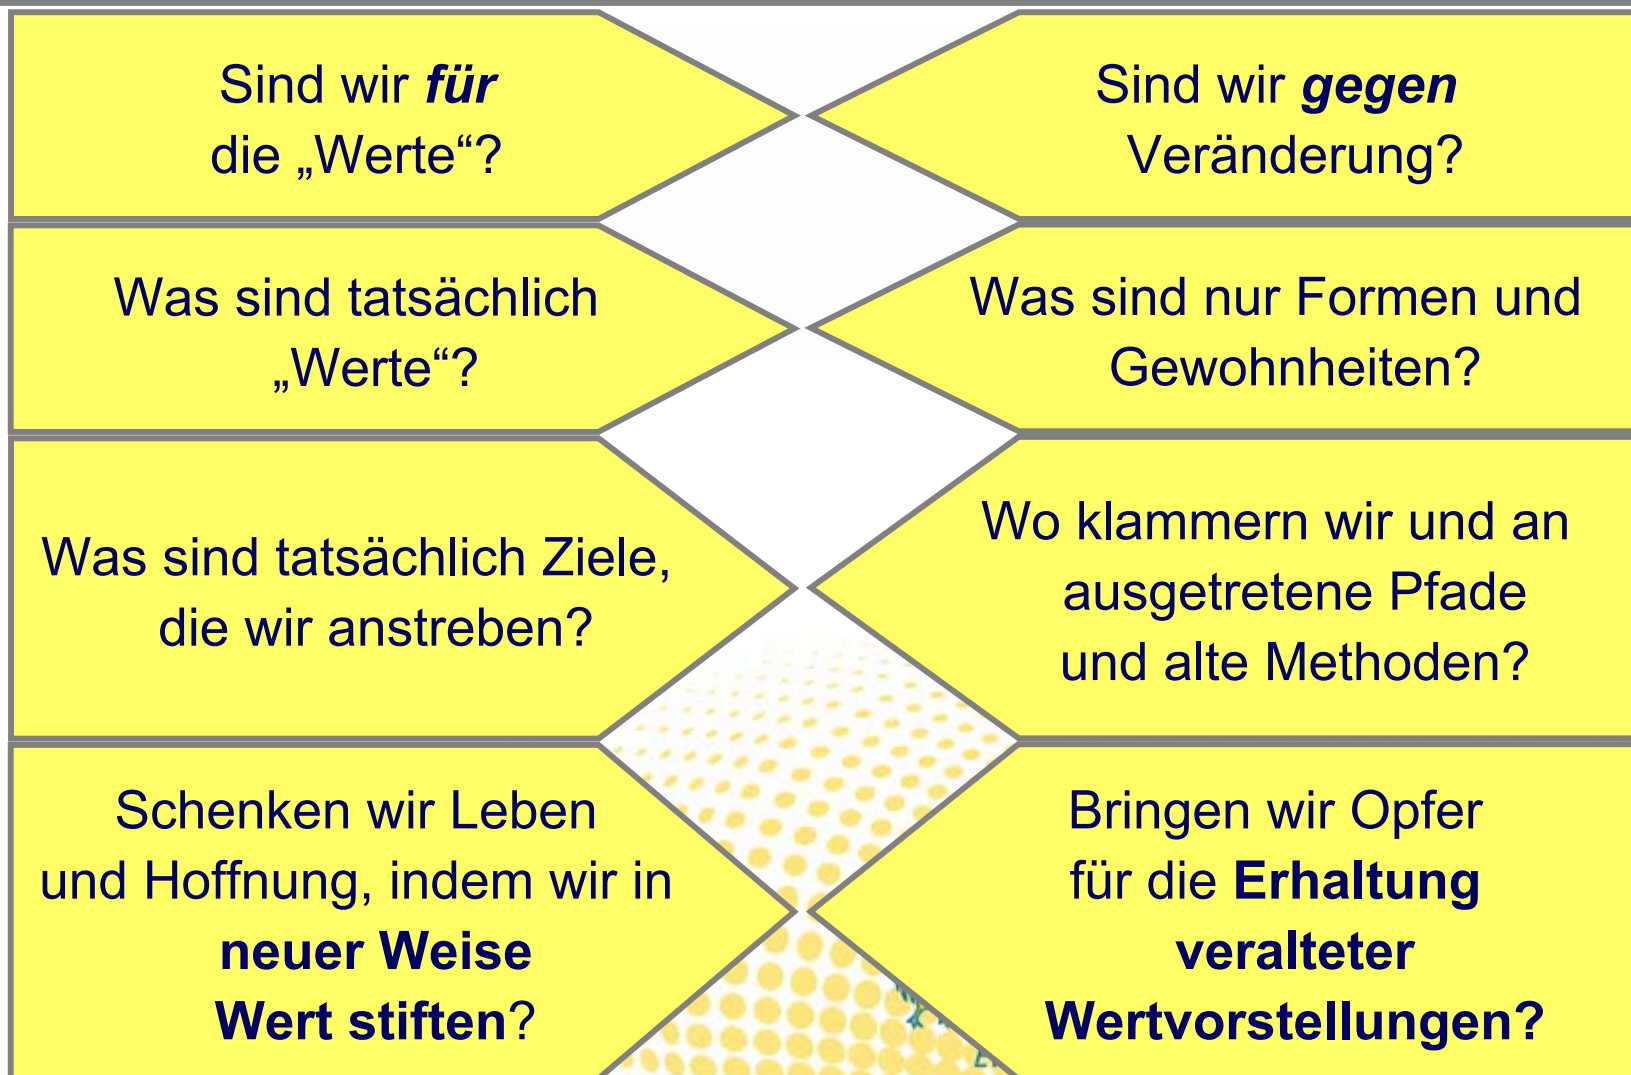 Sind wir für
die „Werte“?
Sind wir gegen
Veränderung?
Was sind tatsächlich
„Werte“?
Was sind nur Formen und
Gewohnheiten?
Was sind tatsächlich Ziele,
die wir anstreben?
Wo klammern wir und an
ausgetretene Pfade
und alte Methoden?
Schenken wir Leben
und Hoffnung, indem wir in
neuer Weise
Wert stiften?
Bringen wir Opfer
für die Erhaltung
veralteter
Wertvorstellungen?